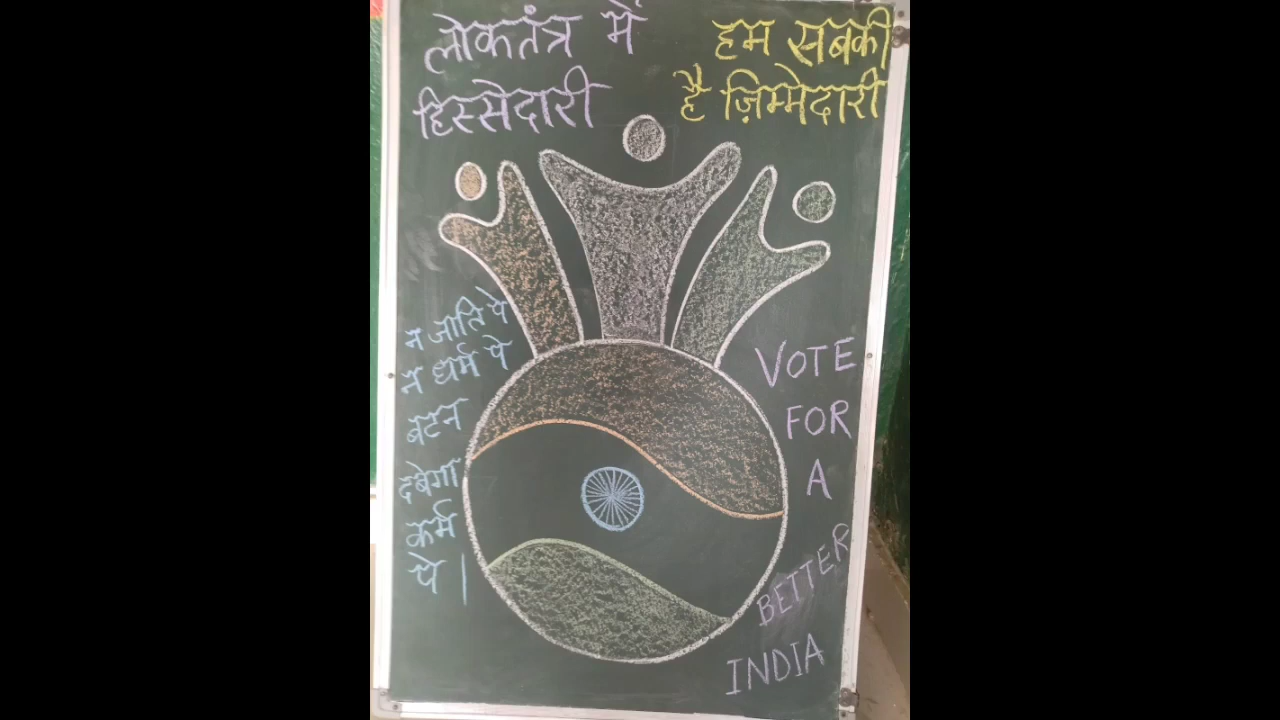 लोकतंत्र में
हिस्सेदारी
हम सबकी
है ज़िम्मेदारी
न जाति पे
न धर्म पे
बटन
दबेगा
कर्म
पे।
VOTE
FOR
A
BETTER
INDIA